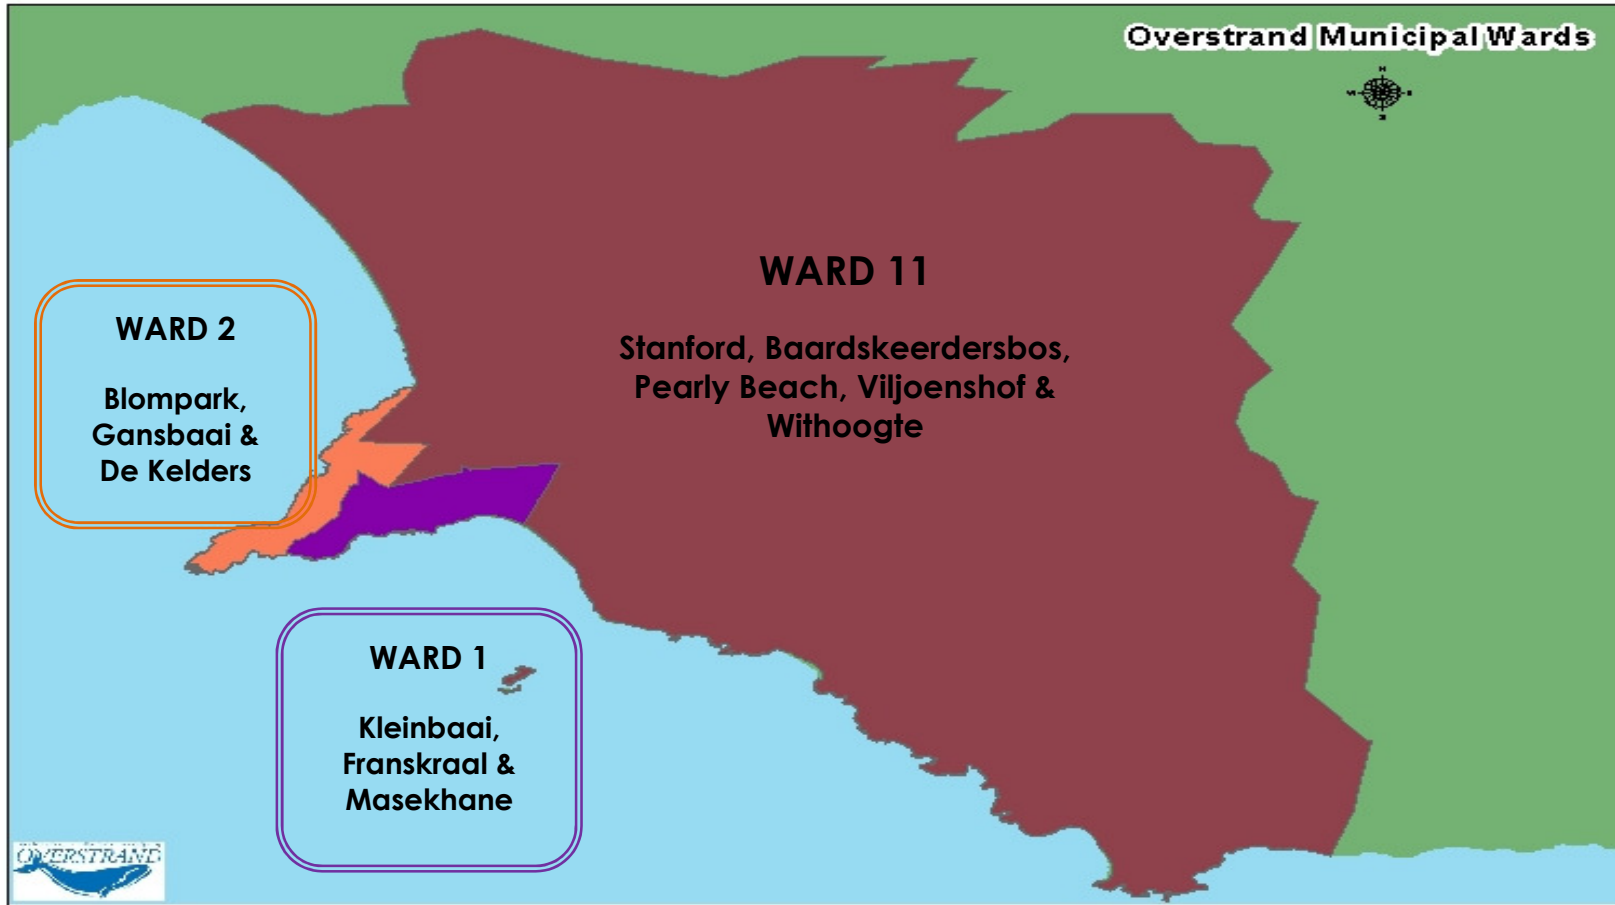 Overstrand Municipal Wards
N
WARD 11
Stanford, Baardskeerdersbos,
Pearly Beach, Viljoenshof &
Withoogte
WARD 2
Blompark,
Gansbaai &
De Kelders
WARD 1
Kleinbaai,
Franskraal &
Masekhane
OVERSTRAND